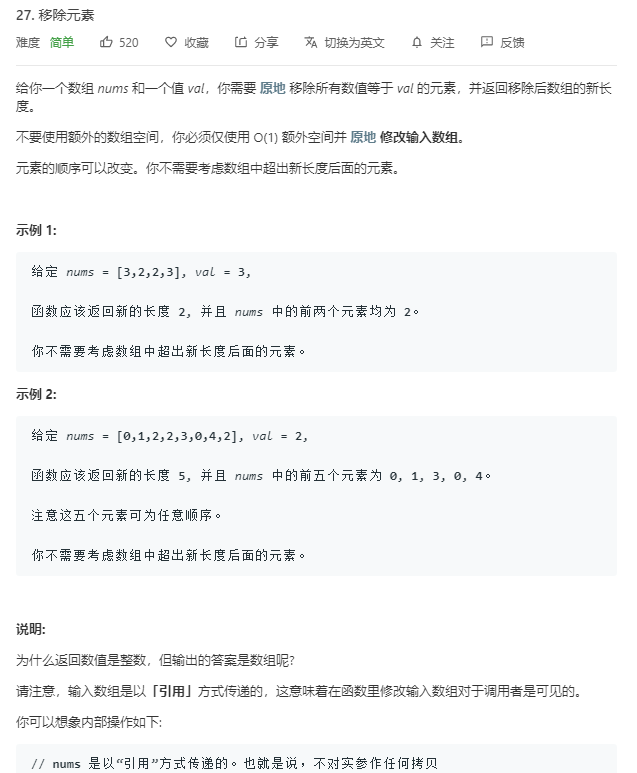 27. 移除元素
难度 简单 520 收藏 分享 切换为英文 关注 反馈
给你一个数组 nums 和一个值 val，你需要 原地 移除所有数值等于 val 的元素，并返回移除后数组的新长
度。
不要使用额外的数组空间，你必须仅使用 O(1) 额外空间并 原地 修改输入数组。
元素的顺序可以改变。你不需要考虑数组中超出新长度后面的元素。
示例 1:
给定 nums = [3,2,2,3], val = 3,
函数应该返回新的长度 2, 并且 nums 中的前两个元素均为 2。
你不需要考虑数组中超出新长度后面的元素。
示例 2:
给定 nums = [0,1,2,2,3,0,4,2], val = 2,
函数应该返回新的长度 5, 并且 nums 中的前五个元素为 0, 1, 3, 0, 4。
注意这五个元素可为任意顺序。
你不需要考虑数组中超出新长度后面的元素。
说明:
为什么返回数值是整数，但输出的答案是数组呢?
请注意，输入数组是以「引用」方式传递的，这意味着在函数里修改输入数组对于调用者是可见的。
你可以想象内部操作如下:
// nums 是以“引用”方式传递的。也就是说，不对实参作任何拷贝